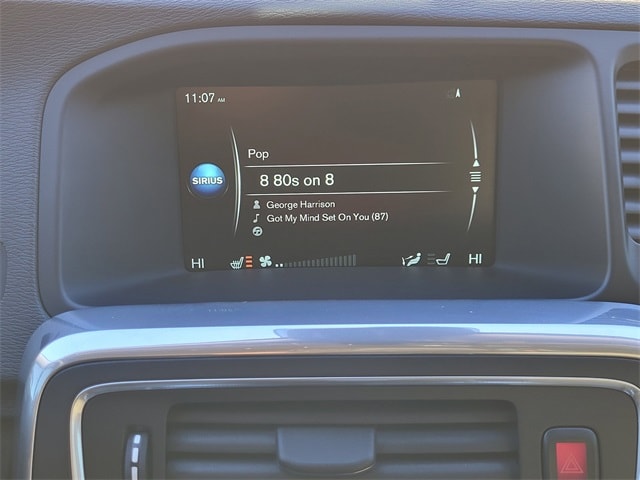 11:07 AM
Pop
SIRIUS
8 80s on 8
George Harrison
Got My Mind Set On You (87)
HI HI